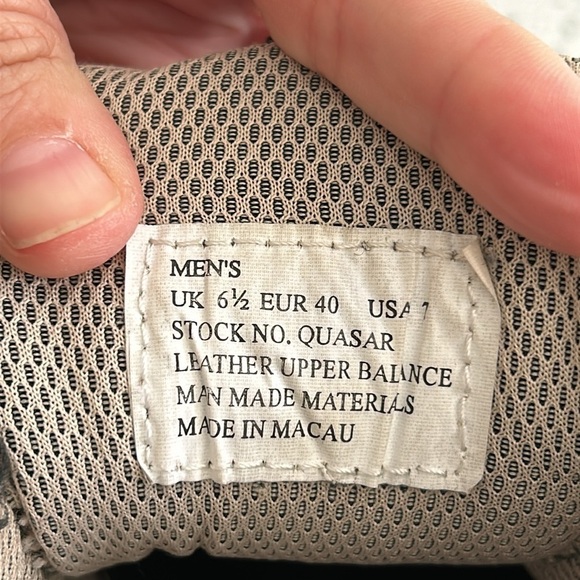 MEN'S
UK 6½ EUR 40 USA 7
STOCK NO. QUASAR
LEATHER UPPER BALANCE
MAN MADE MATERIALS
MADE IN MACAU